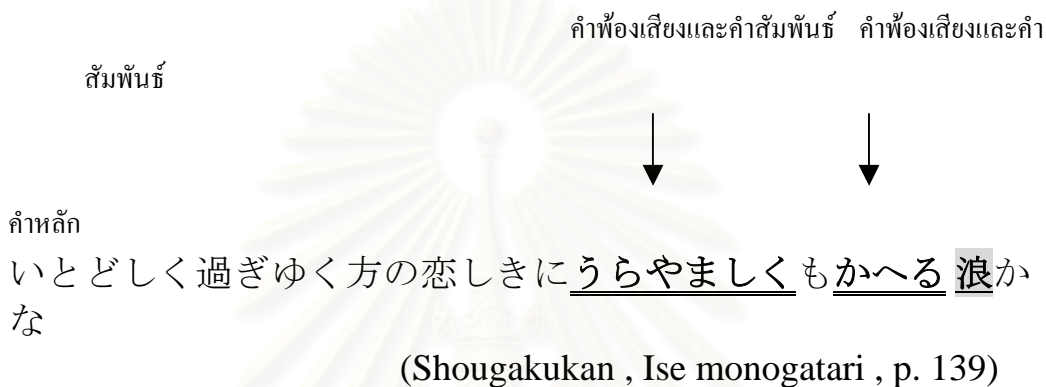 คำพ้องเสียงและคำสัมพันธ์ คำพ้องเสียงและคำ
สัมพันธ์
คำหลัก
いとどしく過ぎゆく方の恋しきにうらやましくもかへる 浪か
な
(Shougakukan , Ise monogatari , p. 139)